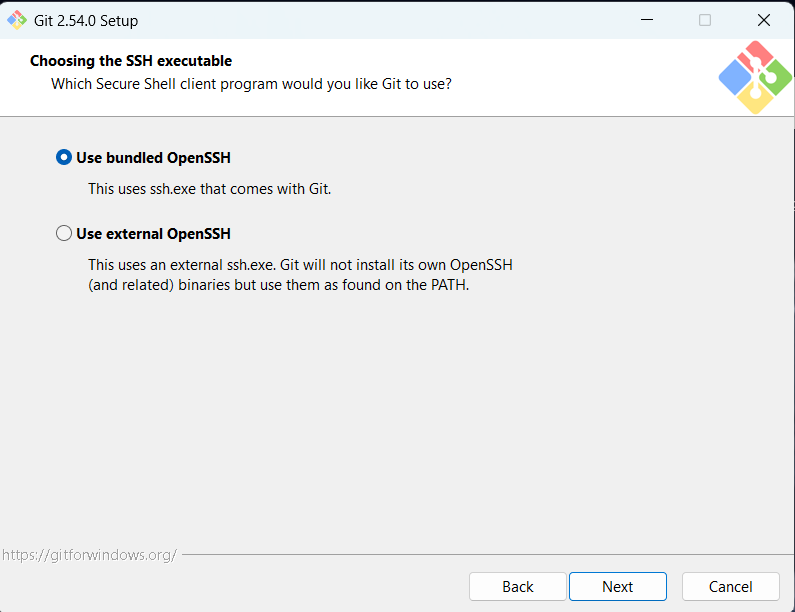 Git 2.54.0 Setup
Choosing the SSH executable
Which Secure Shell client program would you like Git to use?
Use bundled OpenSSH
This uses ssh.exe that comes with Git.
Use external OpenSSH
This uses an external ssh.exe. Git will not install its own OpenSSH
(and related) binaries but use them as found on the PATH.
https://gitforwindows.org/
Back
Next
Cancel